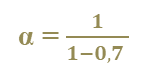 α = 1/(1−0,7)